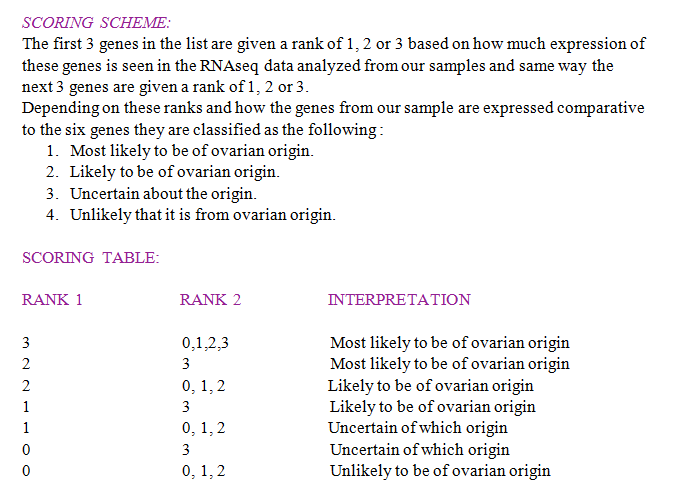 SCORING SCHEME:
The first 3 genes in the list are given a rank of 1, 2 or 3 based on how much expression of
these genes is seen in the RNAseq data analyzed from our samples and same way the
next 3 genes are given a rank of 1, 2 or 3.
Depending on these ranks and how the genes from our sample are expressed comparative
to the six genes they are classified as the following:
1. Most likely to be of ovarian origin.
2. Likely to be of ovarian origin.
3. Uncertain about the origin.
4. Unlikely that it is from ovarian origin.
SCORING TABLE:
RANK 1 RANK 2 INTERPRETATION
3 0,1,2,3 Most likely to be of ovarian origin
2 3 Most likely to be of ovarian origin
2 0, 1, 2 Likely to be of ovarian origin
1 3 Likely to be of ovarian origin
1 0, 1, 2 Uncertain of which origin
0 3 Uncertain of which origin
0 0, 1, 2 Unlikely to be of ovarian origin